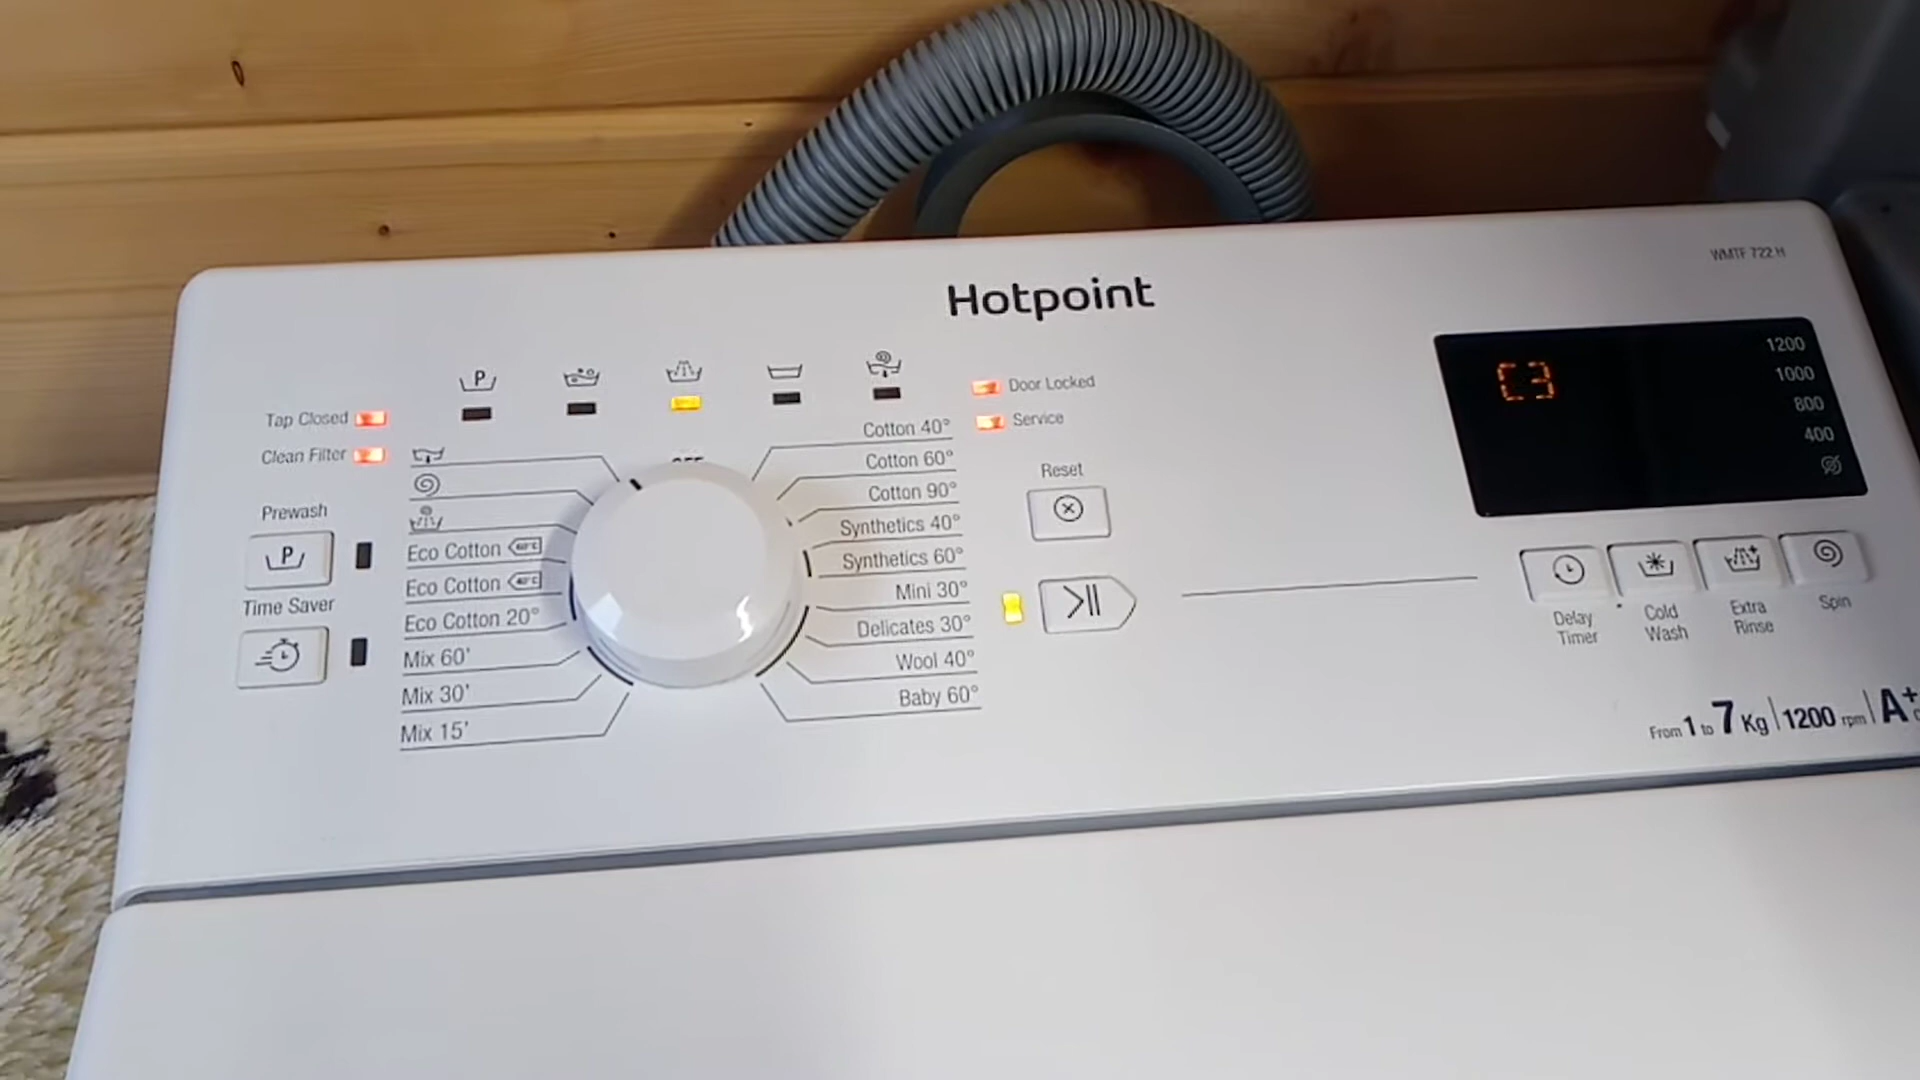 Hotpoint
WMTF 722 H
1200
1000
800
400
C3
P
Tap Closed
Clean Filter
Door Locked
Service
Prewash
P
Time Saver
Eco Cotton 60°C
Eco Cotton 40°C
Eco Cotton 20°
Mix 60'
Mix 30'
Mix 15'
Cotton 40°
Cotton 60°
Cotton 90°
Synthetics 40°
Synthetics 60°
Mini 30°
Delicates 30°
Wool 40°
Baby 60°
Reset
Delay
Timer
Cold
Wash
Extra
Rinse
Spin
From 1 to 7 Kg | 1200 rpm | A+